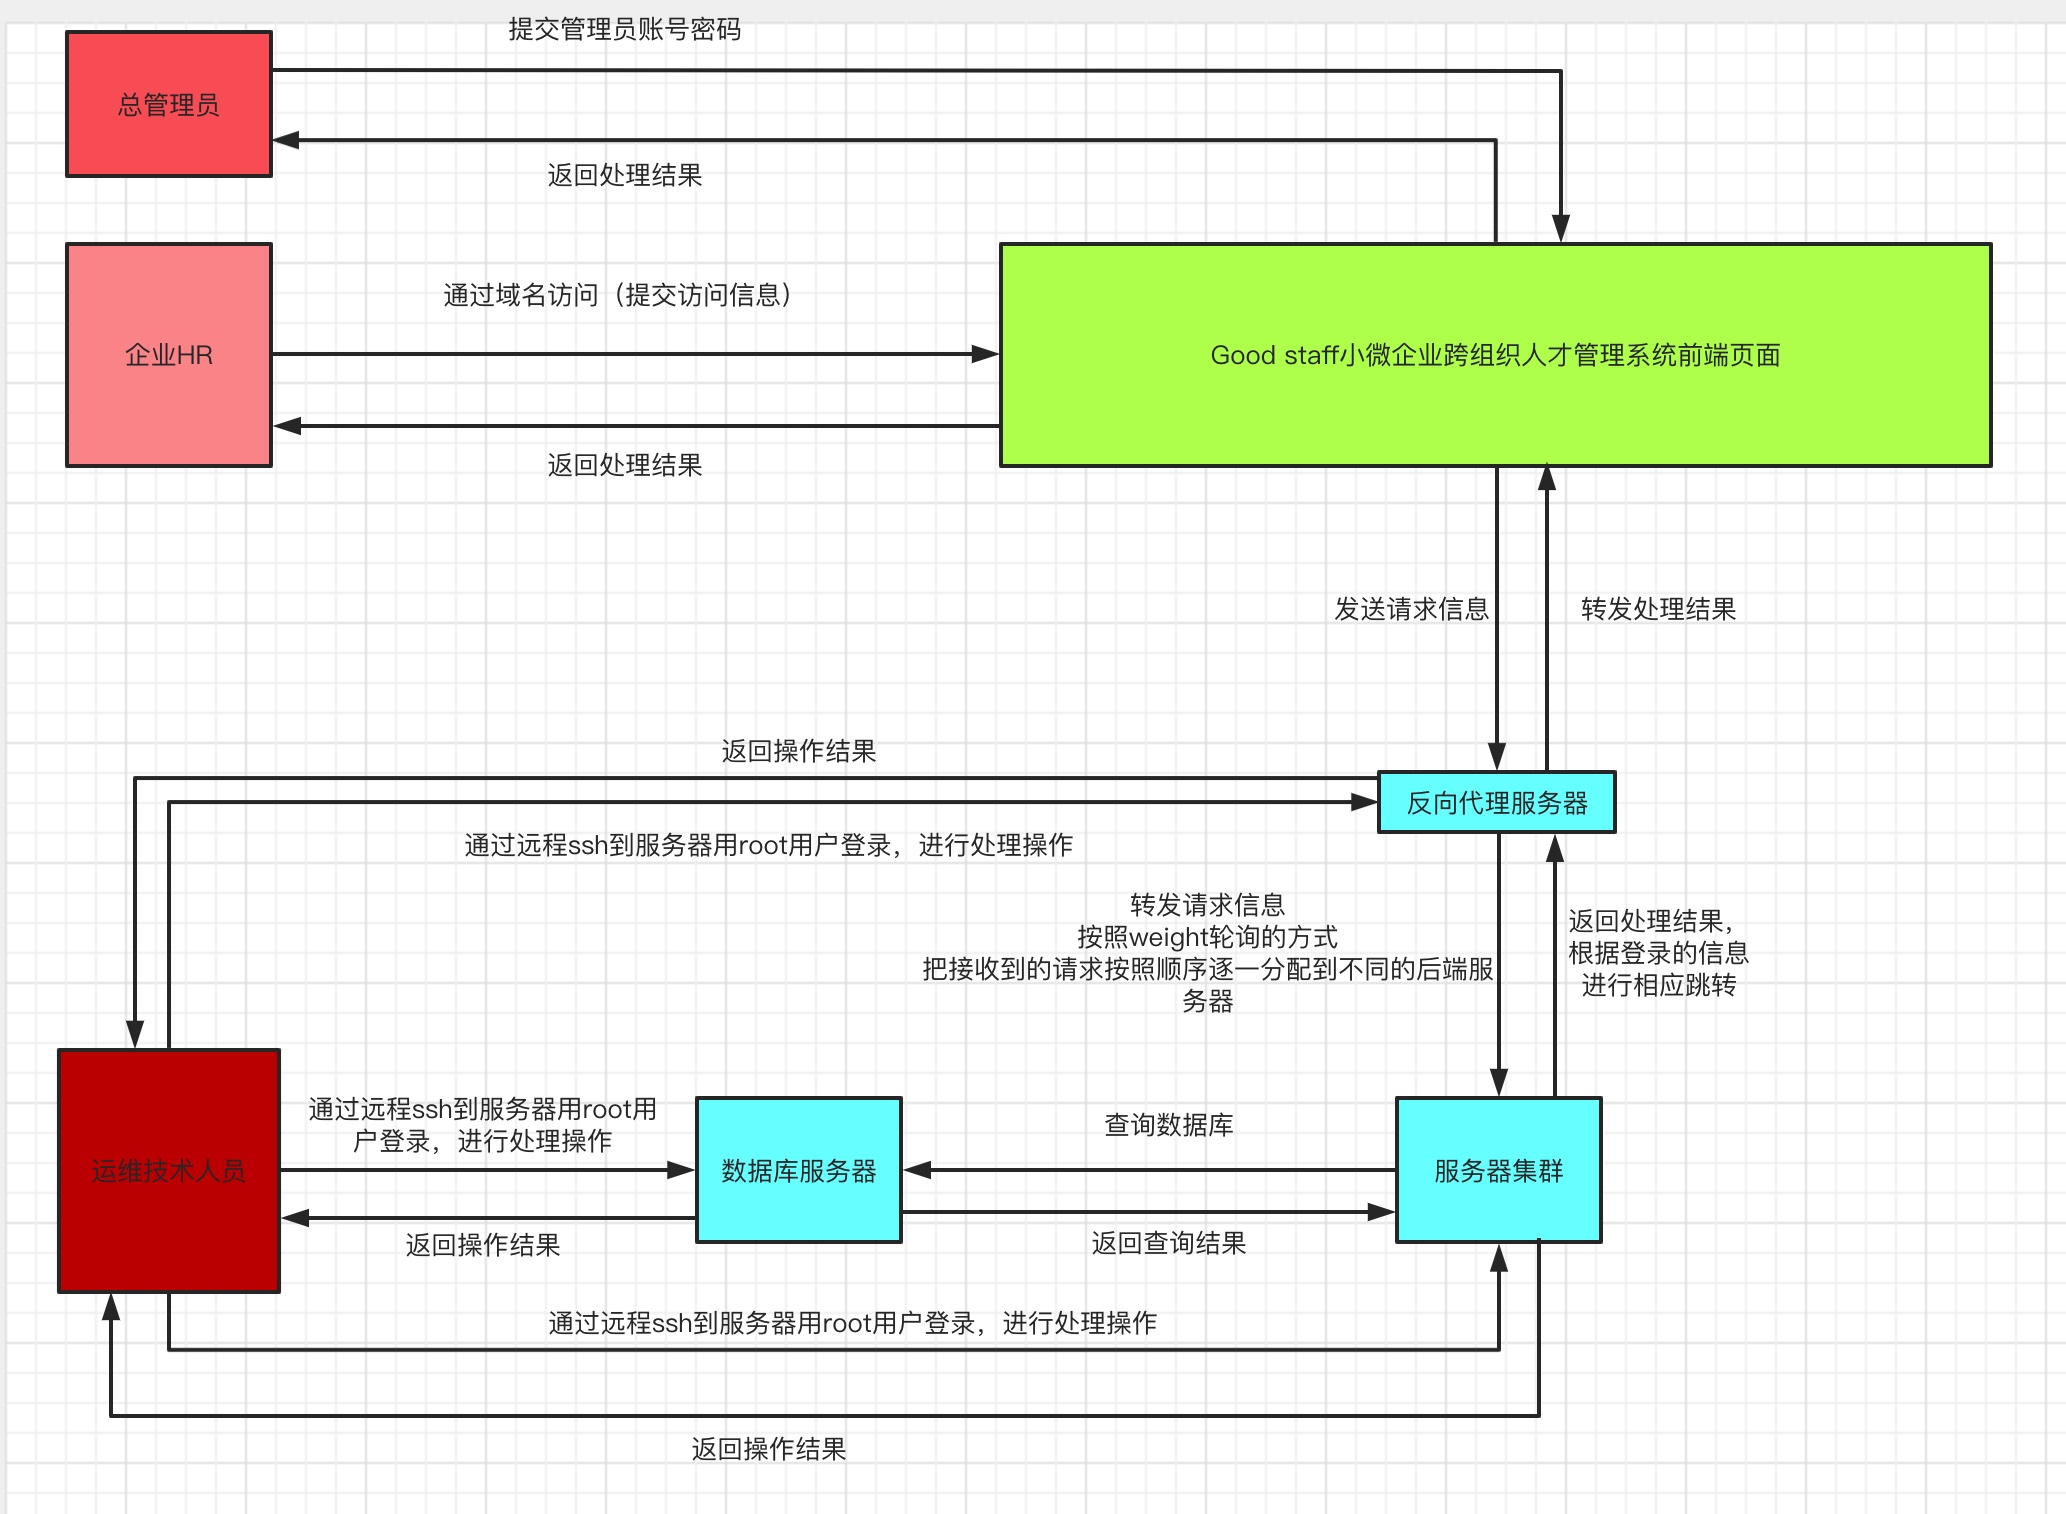 提交管理员账号密码
总管理员
返回处理结果
通过域名访问（提交访问信息）
企业HR
Good staff小微企业跨组织人才管理系统前端页面
返回处理结果
发送请求信息
转发处理结果
返回操作结果
反向代理服务器
通过远程ssh到服务器用root用户登录，进行处理操作
转发请求信息
按照weight轮询的方式
把接收到的请求按照顺序逐一分配到不同的后端服
务器
返回处理结果，
根据登录的信息
进行相应跳转
通过远程ssh到服务器用root用
户登录，进行处理操作
查询数据库
运维技术人员
数据库服务器
服务器集群
返回操作结果
返回查询结果
通过远程ssh到服务器用root用户登录，进行处理操作
返回操作结果